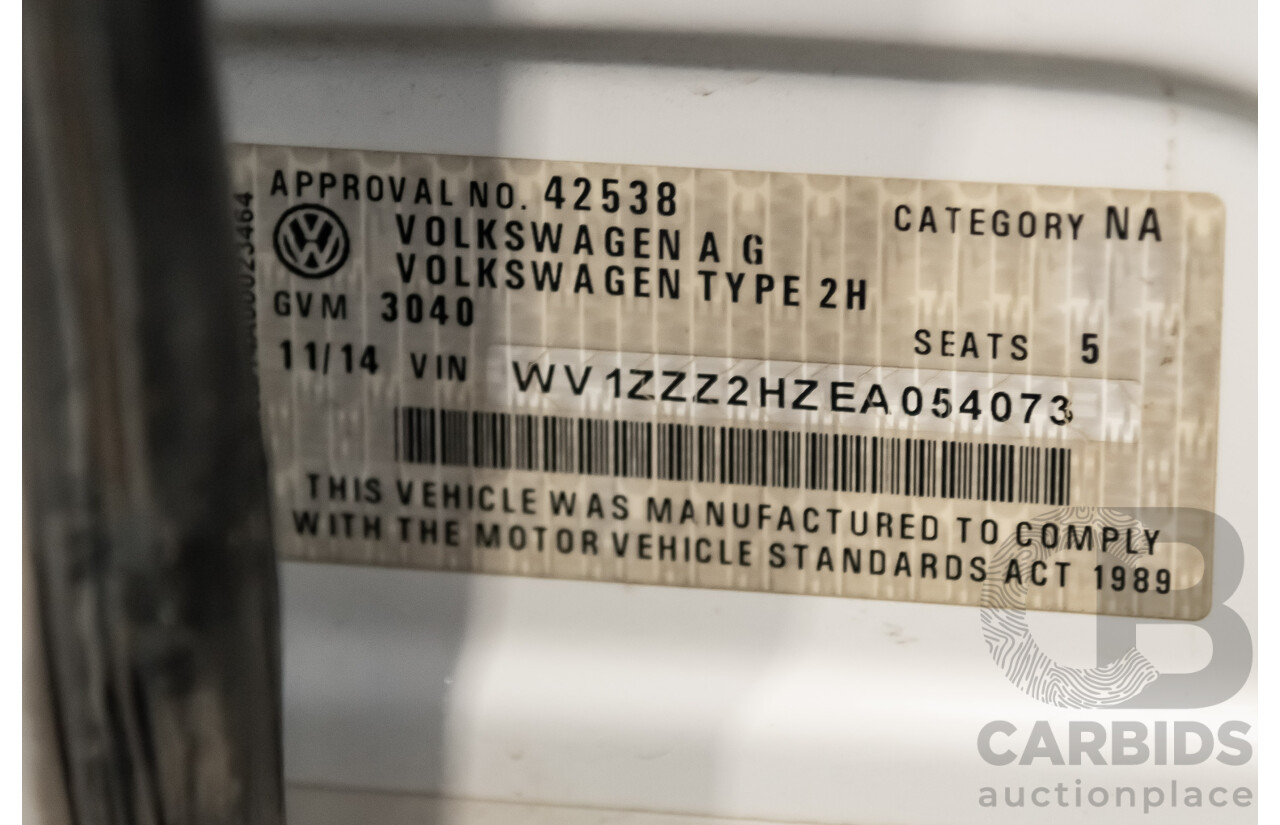 APPROVAL NO. 42538
CATEGORY NA
VOLKSWAGEN A G
VOLKSWAGEN TYPE 2H
GVM 3040
SEATS 5
11/14 VIN WV1ZZZ2HZEA054073
THIS VEHICLE WAS MANUFACTURED TO COMPLY
WITH THE MOTOR VEHICLE STANDARDS ACT 1989
CARBIDS
auctionplace